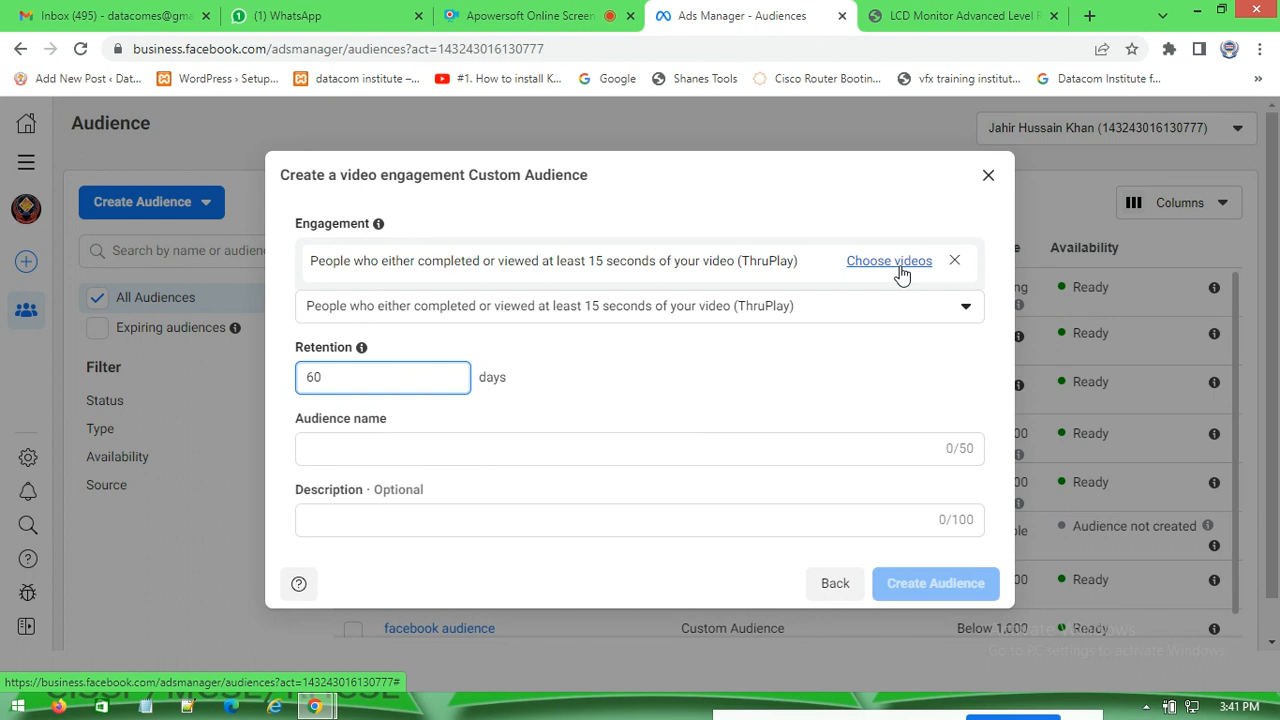 Inbox (495) - datacomes@gma
(1) WhatsApp
Apowersoft Online Screen
Ads Manager - Audiences
LCD Monitor Advanced Level R
business.facebook.com/adsmanager/audiences?act=143243016130777
Add New Post ‹ Dat...
WordPress › Setup...
datacom institute –...
#1. How to install K...
Google
Shanes Tools
Cisco Router Bootin...
vfx training institut...
Datacom Institute f...
»
Audience
Jahir Hussain Khan (143243016130777)
Create Audience
Columns
Search by name or audien
Availability
All Audiences
Expiring audiences
Filter
Status
Type
Availability
Source
Create a video engagement Custom Audience
Engagement
People who either completed or viewed at least 15 seconds of your video (ThruPlay)
Choose videos
People who either completed or viewed at least 15 seconds of your video (ThruPlay)
Retention
60
days
Audience name
0/50
Description · Optional
0/100
Back
Create Audience
Ready
Ready
Ready
00 Ready
00 Ready
Audience not created
00 Ready
facebook audience
Custom Audience
Below 1,000
Ready
Activate Windows
Go to PC settings to activate Windows.
https://business.facebook.com/adsmanager/audiences?act=143243016130777#
3:41 PM